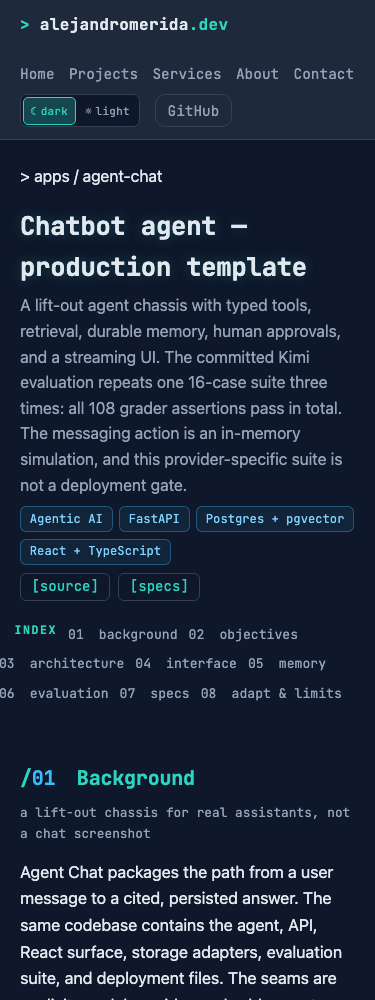 > alejandromerida.dev
Home Projects Services About Contact
☾ dark ☼ light GitHub
> apps / agent-chat
Chatbot agent —
production template
A lift-out agent chassis with typed tools,
retrieval, durable memory, human approvals,
and a streaming UI. The committed Kimi
evaluation repeats one 16-case suite three
times: all 108 grader assertions pass in total.
The messaging action is an in-memory
simulation, and this provider-specific suite is
not a deployment gate.
Agentic AI FastAPI Postgres + pgvector
React + TypeScript
[source] [specs]
INDEX 01 background 02 objectives
03 architecture 04 interface 05 memory
06 evaluation 07 specs 08 adapt & limits
/01 Background
a lift-out chassis for real assistants, not
a chat screenshot
Agent Chat packages the path from a user
message to a cited, persisted answer. The
same codebase contains the agent, API,
React surface, storage adapters, evaluation
suite, and deployment files. The seams are